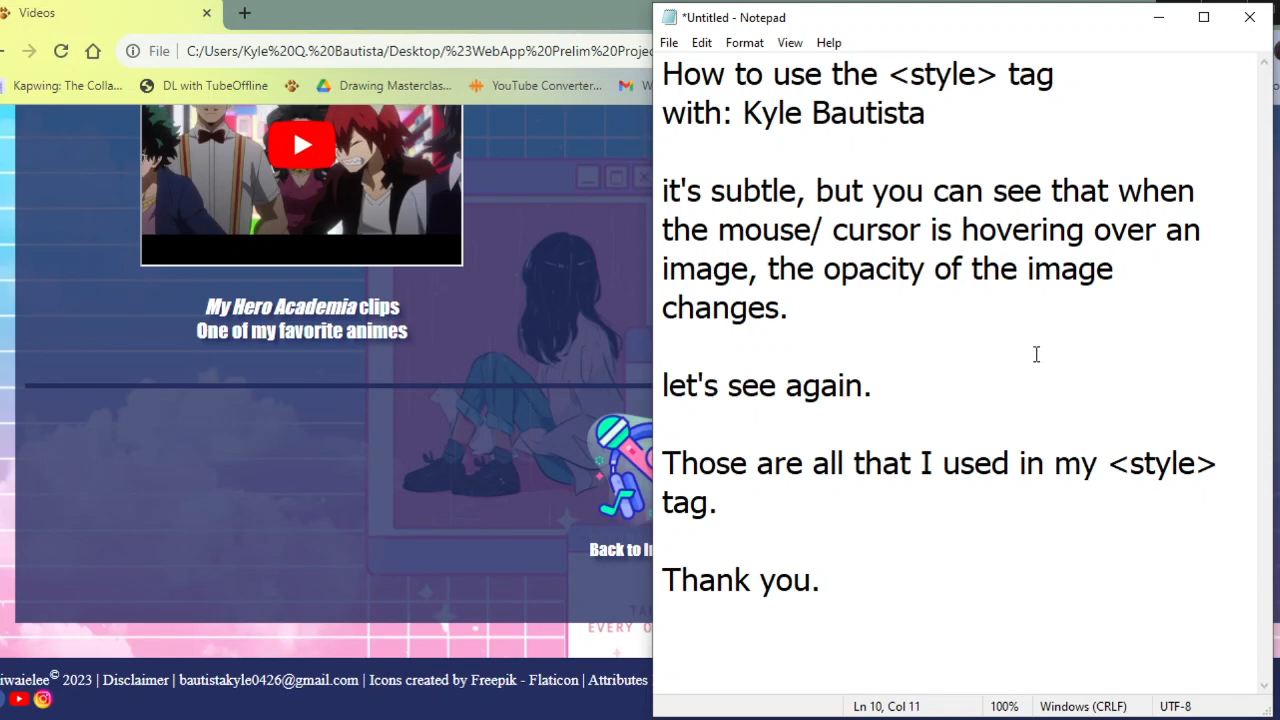 Videos
*Untitled - Notepad
File
C:/Users/Kyle%20Q.%20Bautista/Desktop/%23WebApp%20Prelim%20Projec
File Edit Format View Help
Kapwing: The Colla...
DL with TubeOffline
Drawing Masterclas...
YouTube Converter...
How to use the <style> tag
with: Kyle Bautista
it's subtle, but you can see that when
the mouse/ cursor is hovering over an
image, the opacity of the image
changes.
let's see again.
Those are all that I used in my <style>
tag.
Thank you.
My Hero Academia clips
One of my favorite animes
Back to I
EVERY O
iwaielee© 2023 | Disclaimer | bautistakyle0426@gmail.com | Icons created by Freepik - Flaticon | Attributes
Ln 10, Col 11
100%
Windows (CRLF)
UTF-8